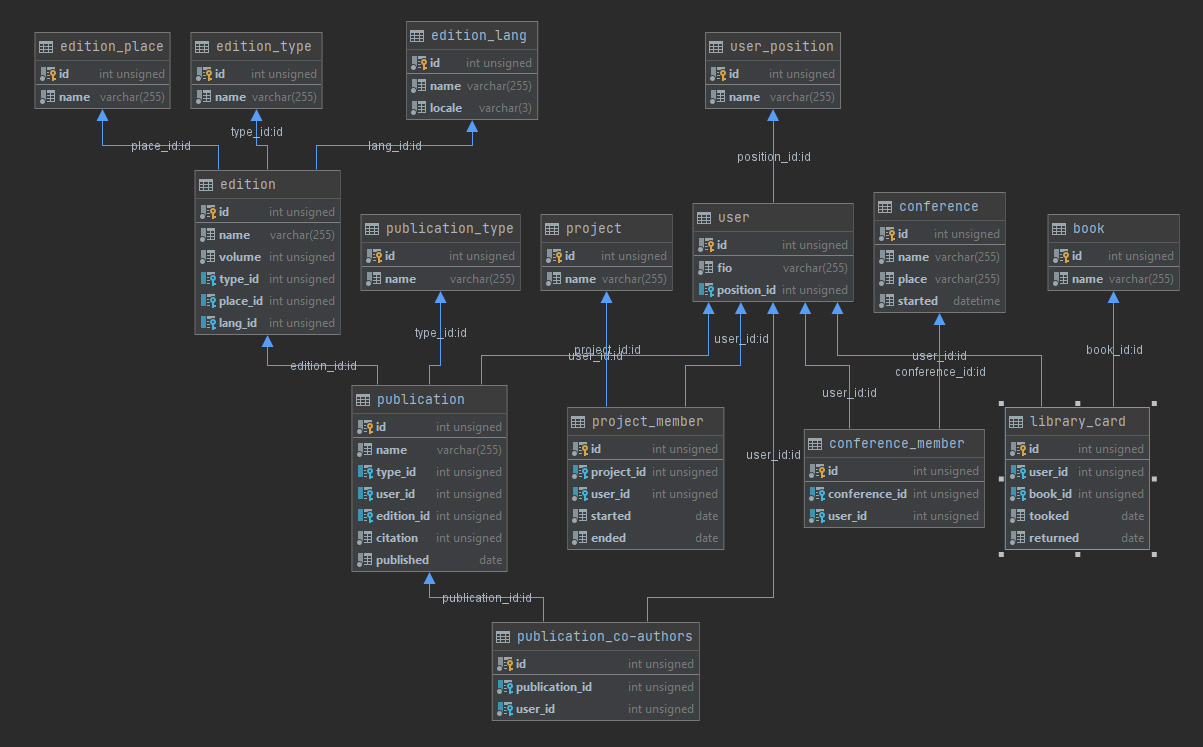 edition_place
id int unsigned
name varchar(255)
edition_type
id int unsigned
name varchar(255)
edition_lang
id int unsigned
name varchar(255)
locale varchar(3)
user_position
id int unsigned
name varchar(255)
place_id:id
type_id:id
lang_id:id
position_id:id
edition
id int unsigned
name varchar(255)
volume int unsigned
type_id int unsigned
place_id int unsigned
lang_id int unsigned
publication_type
id int unsigned
name varchar(255)
project
id int unsigned
name varchar(255)
user
id int unsigned
fio varchar(255)
position_id int unsigned
conference
id int unsigned
name varchar(255)
place varchar(255)
started datetime
book
id int unsigned
name varchar(255)
edition_id:id
type_id:id
project_id:id
user_id:id
user_id:id
user_id:id
user_id:id
conference_id:id
book_id:id
user_id:id
publication
id int unsigned
name varchar(255)
type_id int unsigned
user_id int unsigned
edition_id int unsigned
citation int unsigned
published date
project_member
id int unsigned
project_id int unsigned
user_id int unsigned
started date
ended date
conference_member
id int unsigned
conference_id int unsigned
user_id int unsigned
library_card
id int unsigned
user_id int unsigned
book_id int unsigned
tooked date
returned date
publication_id:id
publication_co-authors
id int unsigned
publication_id int unsigned
user_id int unsigned